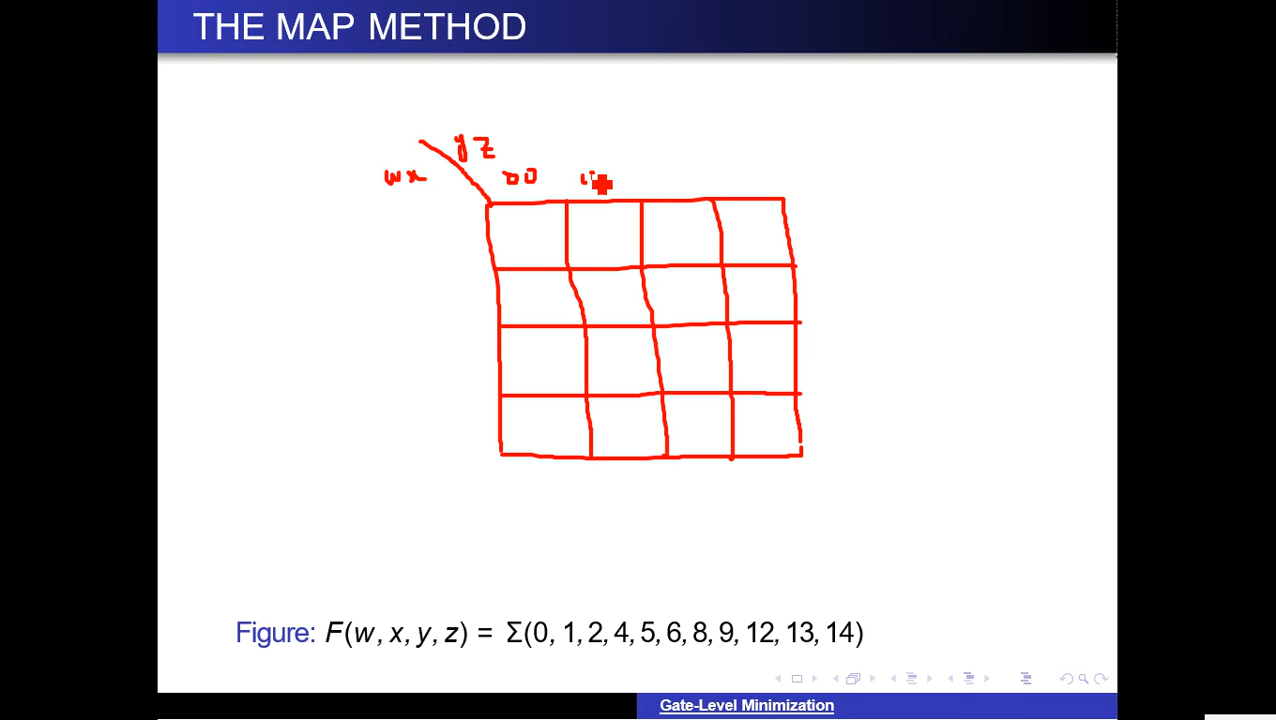 THE MAP METHOD
yz
wx
00
Figure: F(w, x, y, z) = Σ(0, 1, 2, 4, 5, 6, 8, 9, 12, 13, 14)
Gate-Level Minimization